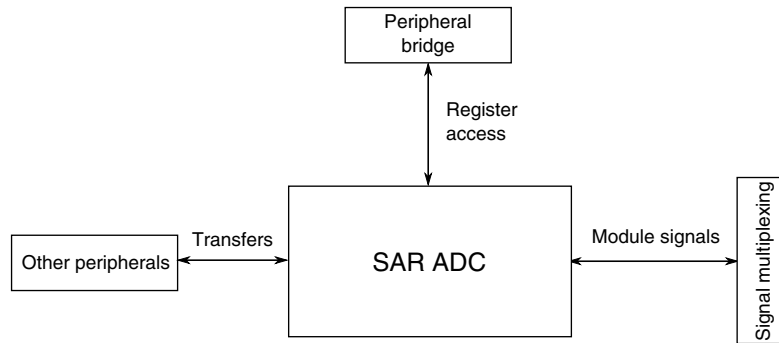 Peripheral
bridge
Register
access
Other peripherals
Transfers
SAR ADC
Module signals
Signal multiplexing